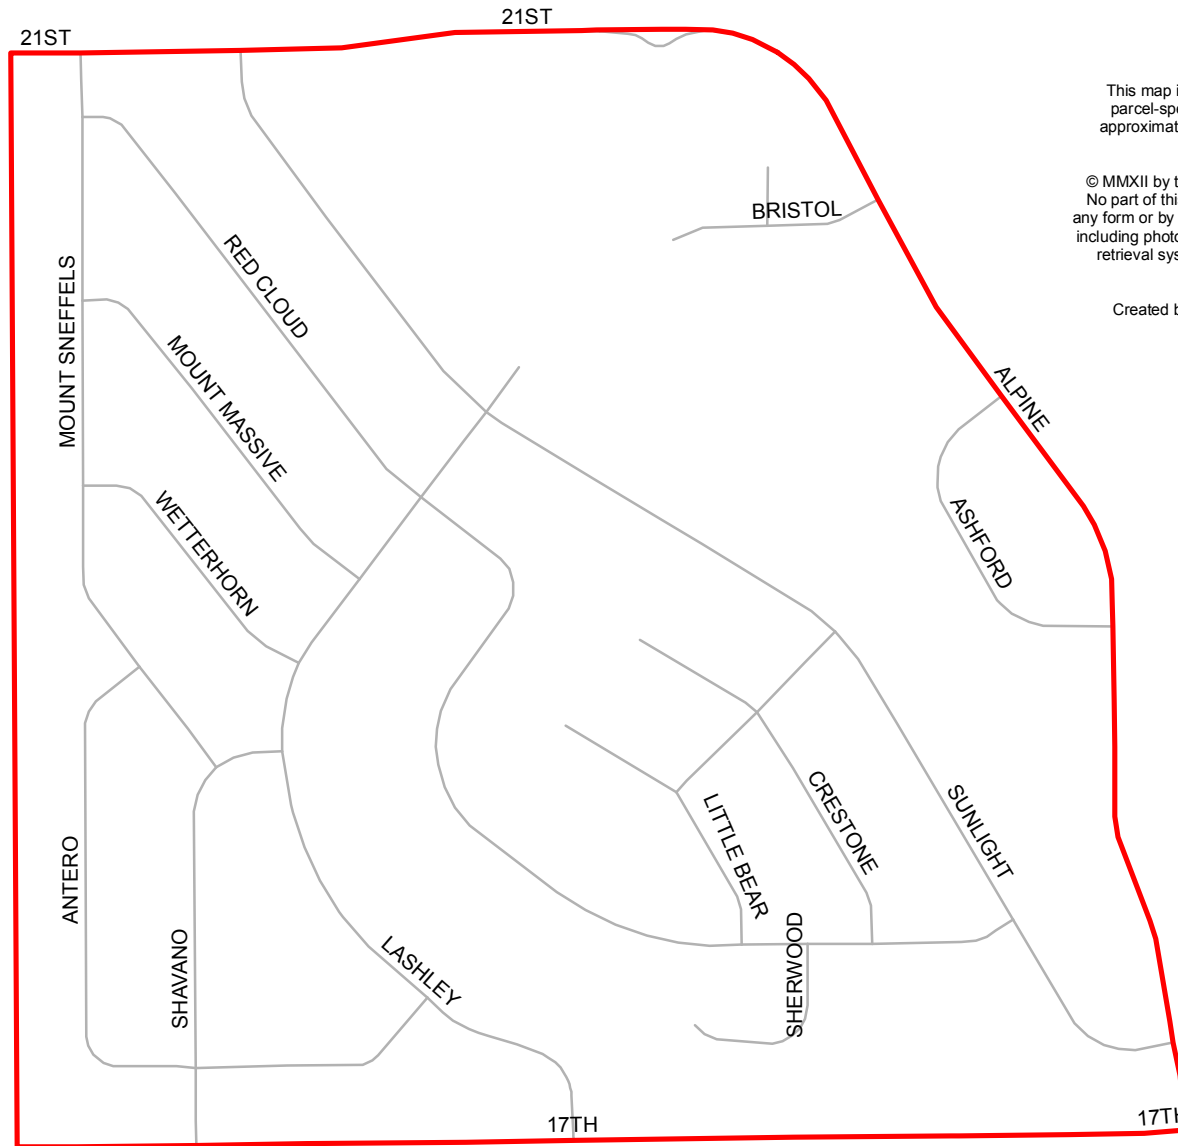 21ST
21ST
This map i
parcel-spe
approximat
© MMXII by t
No part of this
any form or by
including photo
retrieval sys
Created b
BRISTOL
RED CLOUD
MOUNT SNEFFELS
MOUNT MASSIVE
ALPINE
WETTERHORN
ASHFORD
LITTLE BEAR
CRESTONE
SUNLIGHT
ANTERO
SHAVANO
LASHLEY
SHERWOOD
17TH
17TH